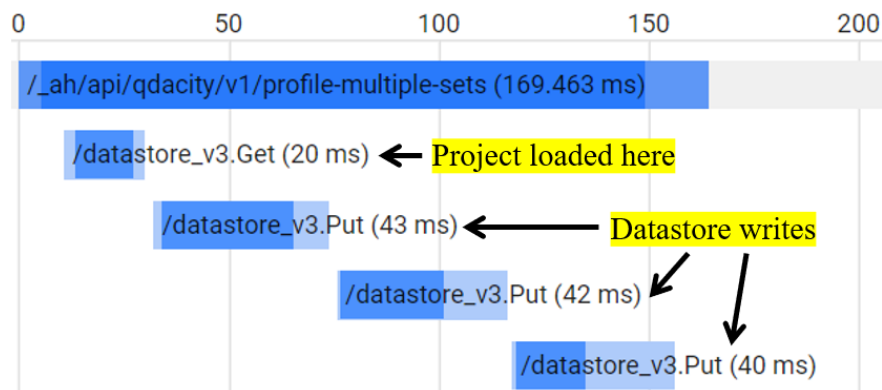 0 50 100 150 200
/_ah/api/qdacity/v1/profile-multiple-sets (169.463 ms)
/datastore_v3.Get (20 ms) Project loaded here
/datastore_v3.Put (43 ms) Datastore writes
/datastore_v3.Put (42 ms)
/datastore_v3.Put (40 ms)